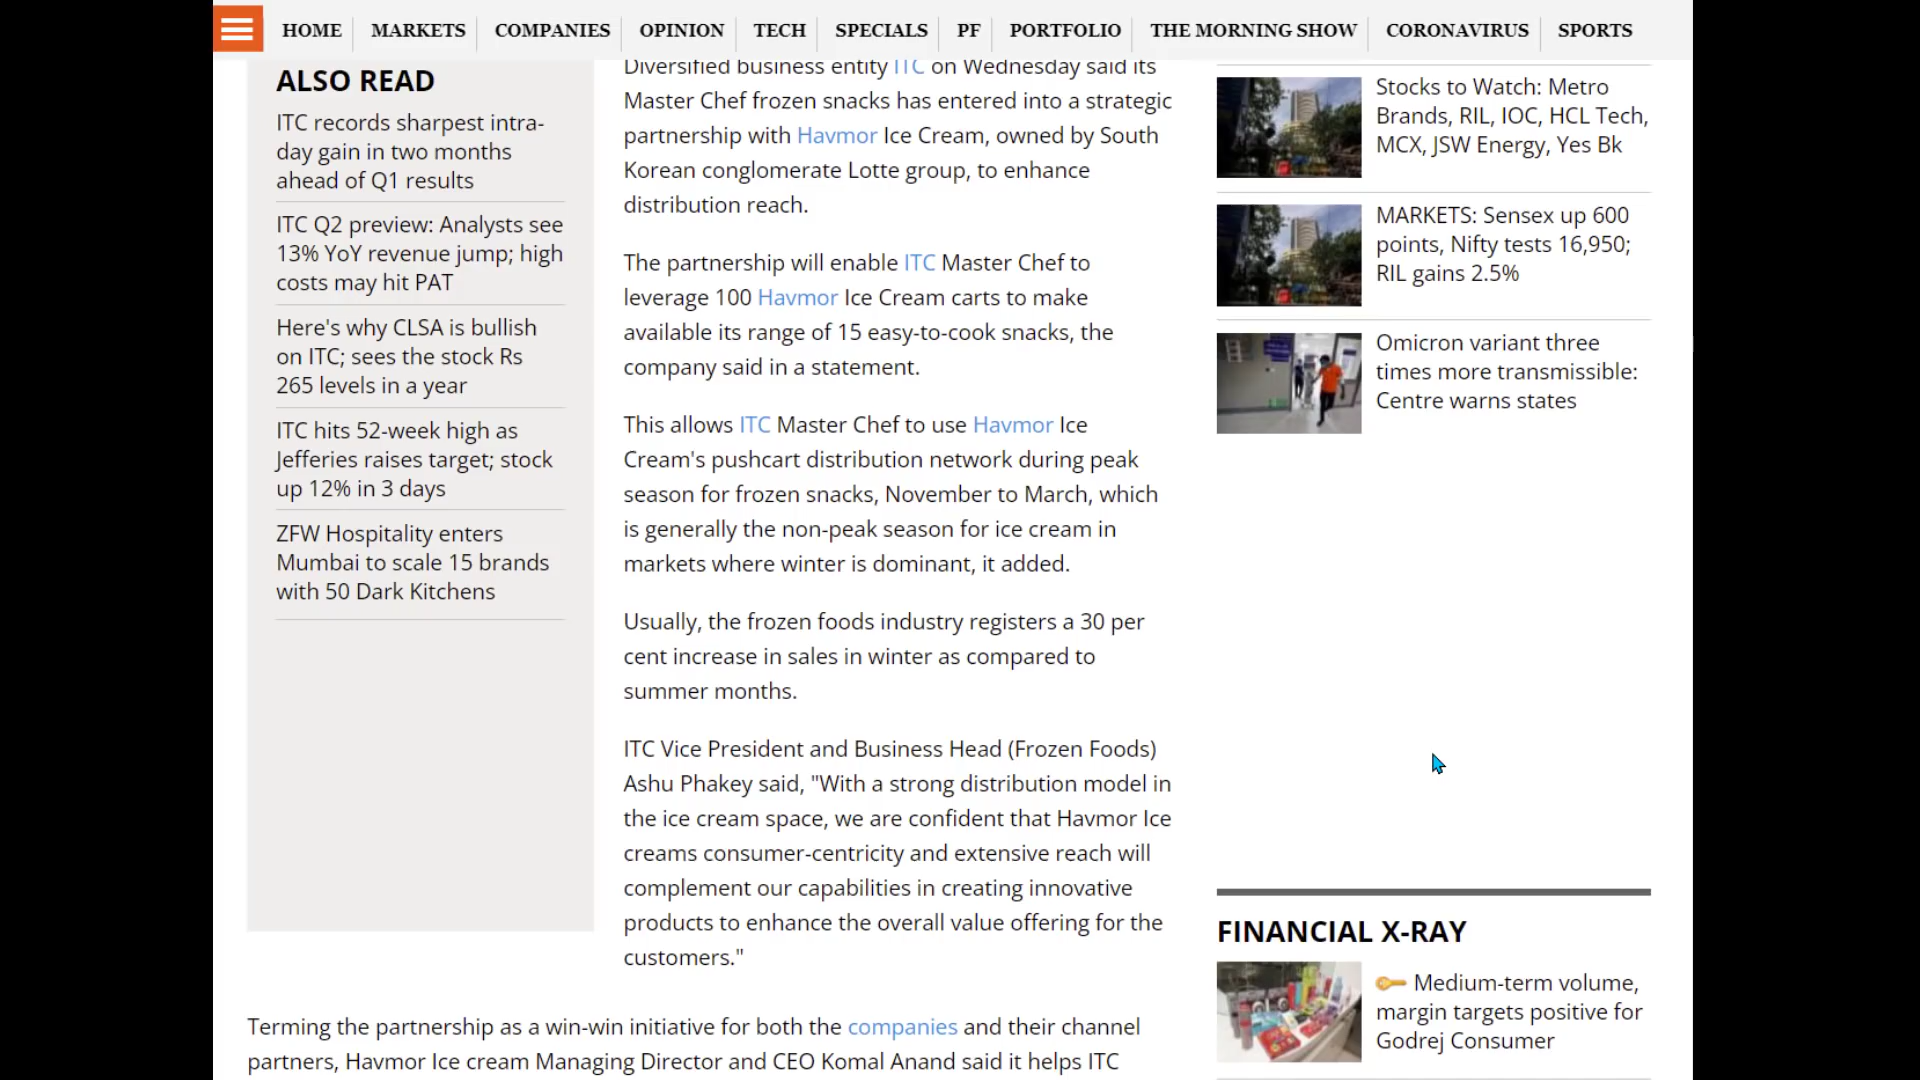 HOME MARKETS COMPANIES OPINION TECH SPECIALS PF PORTFOLIO THE MORNING SHOW CORONAVIRUS SPORTS
ALSO READ
ITC records sharpest intra-
day gain in two months
ahead of Q1 results
ITC Q2 preview: Analysts see
13% YoY revenue jump; high
costs may hit PAT
Here's why CLSA is bullish
on ITC; sees the stock Rs
265 levels in a year
ITC hits 52-week high as
Jefferies raises target; stock
up 12% in 3 days
ZFW Hospitality enters
Mumbai to scale 15 brands
with 50 Dark Kitchens
Diversified business entity ITC on Wednesday said its
Master Chef frozen snacks has entered into a strategic
partnership with Havmor Ice Cream, owned by South
Korean conglomerate Lotte group, to enhance
distribution reach.
The partnership will enable ITC Master Chef to
leverage 100 Havmor Ice Cream carts to make
available its range of 15 easy-to-cook snacks, the
company said in a statement.
This allows ITC Master Chef to use Havmor Ice
Cream's pushcart distribution network during peak
season for frozen snacks, November to March, which
is generally the non-peak season for ice cream in
markets where winter is dominant, it added.
Usually, the frozen foods industry registers a 30 per
cent increase in sales in winter as compared to
summer months.
ITC Vice President and Business Head (Frozen Foods)
Ashu Phakey said, "With a strong distribution model in
the ice cream space, we are confident that Havmor Ice
creams consumer-centricity and extensive reach will
complement our capabilities in creating innovative
products to enhance the overall value offering for the
customers."
Terming the partnership as a win-win initiative for both the companies and their channel
partners, Havmor Ice cream Managing Director and CEO Komal Anand said it helps ITC
Stocks to Watch: Metro
Brands, RIL, IOC, HCL Tech,
MCX, JSW Energy, Yes Bk
MARKETS: Sensex up 600
points, Nifty tests 16,950;
RIL gains 2.5%
Omicron variant three
times more transmissible:
Centre warns states
FINANCIAL X-RAY
Medium-term volume,
margin targets positive for
Godrej Consumer